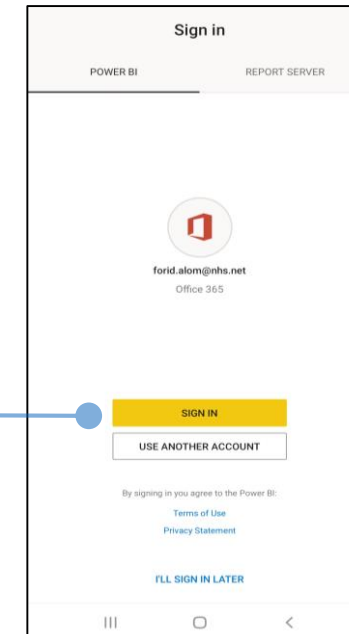 Sign in
POWER BI REPORT SERVER
forid.alom@nhs.net
Office 365
SIGN IN
USE ANOTHER ACCOUNT
By signing in you agree to the Power BI:
Terms of Use
Privacy Statement
I'LL SIGN IN LATER